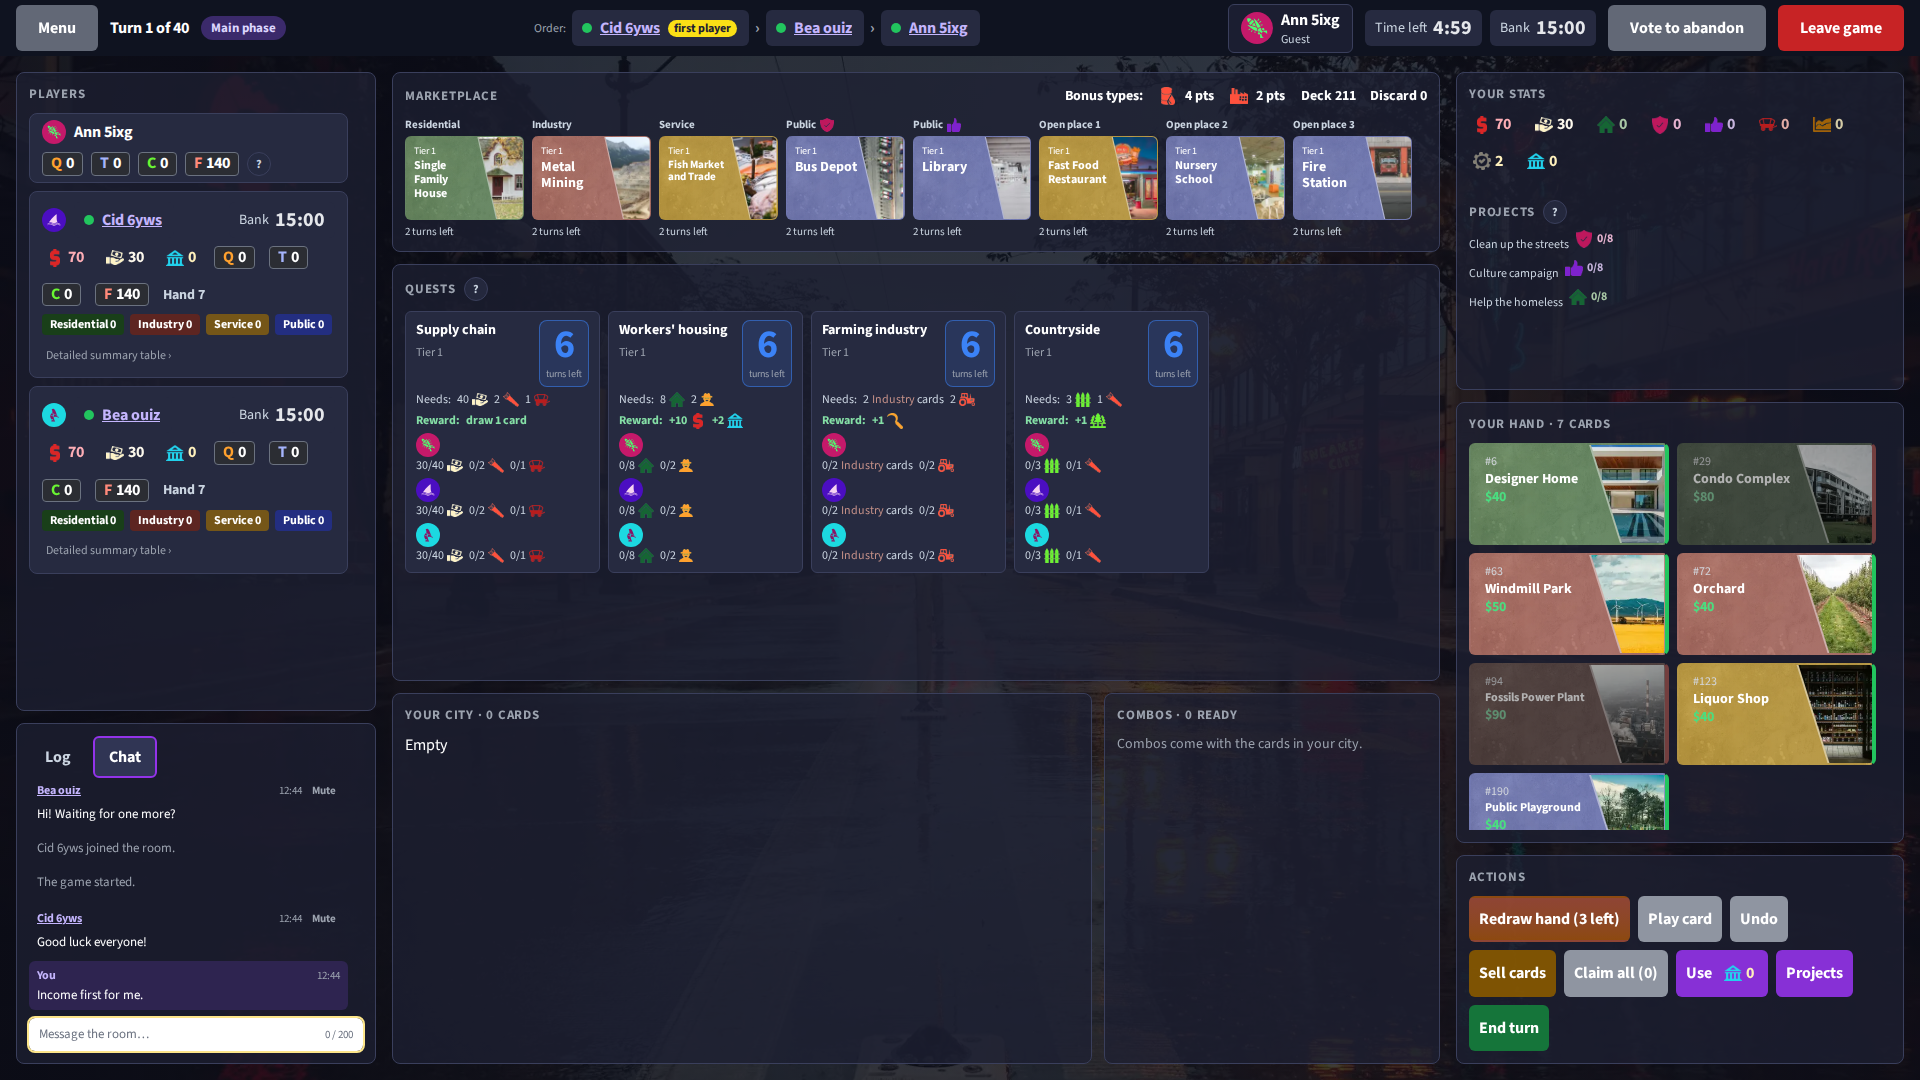 Menu
Turn 1 of 40
Main phase
Order:
Cid 6yws
first player
›
Bea ouiz
›
Ann 5ixg
Ann 5ixg
Guest
Time left 4:59
Bank 15:00
Vote to abandon
Leave game
PLAYERS
Ann 5ixg
Q 0
T 0
C 0
F 140
?
Cid 6yws
Bank 15:00
70
30
0
Q 0
T 0
C 0
F 140
Hand 7
Residential 0
Industry 0
Service 0
Public 0
Detailed summary table ›
Bea ouiz
Bank 15:00
70
30
0
Q 0
T 0
C 0
F 140
Hand 7
Residential 0
Industry 0
Service 0
Public 0
Detailed summary table ›
Log
Chat
Bea ouiz
12:44
Mute
Hi! Waiting for one more?
Cid 6yws joined the room.
The game started.
Cid 6yws
12:44
Mute
Good luck everyone!
You
12:44
Income first for me.
Message the room…
0 / 200
MARKETPLACE
Bonus types:
4 pts
2 pts
Deck 211
Discard 0
Residential
Tier 1
Single
Family
House
2 turns left
Industry
Tier 1
Metal
Mining
2 turns left
Service
Tier 1
Fish Market
and Trade
2 turns left
Public
Tier 1
Bus Depot
2 turns left
Public
Tier 1
Library
2 turns left
Open place 1
Tier 1
Fast Food
Restaurant
2 turns left
Open place 2
Tier 1
Nursery
School
2 turns left
Open place 3
Tier 1
Fire
Station
2 turns left
QUESTS
?
Supply chain
Tier 1
6
turns left
Needs: 40 2 1
Reward: draw 1 card
30/40 0/2 0/1
30/40 0/2 0/1
30/40 0/2 0/1
Workers' housing
Tier 1
6
turns left
Needs: 8 2
Reward: +10 +2
0/8 0/2
0/8 0/2
0/8 0/2
Farming industry
Tier 1
6
turns left
Needs: 2 Industry cards 2
Reward: +1
0/2 Industry cards 0/2
0/2 Industry cards 0/2
0/2 Industry cards 0/2
Countryside
Tier 1
6
turns left
Needs: 3 1
Reward: +1
0/3 0/1
0/3 0/1
0/3 0/1
YOUR CITY · 0 CARDS
Empty
COMBOS · 0 READY
Combos come with the cards in your city.
YOUR STATS
70
30
0
0
0
0
0
2
0
PROJECTS
?
Clean up the streets 0/8
Culture campaign 0/8
Help the homeless 0/8
YOUR HAND · 7 CARDS
#6
Designer Home
$40
#29
Condo Complex
$80
#63
Windmill Park
$50
#72
Orchard
$40
#94
Fossils Power Plant
$90
#123
Liquor Shop
$40
#190
Public Playground
$40
ACTIONS
Redraw hand (3 left)
Play card
Undo
Sell cards
Claim all (0)
Use 0
Projects
End turn